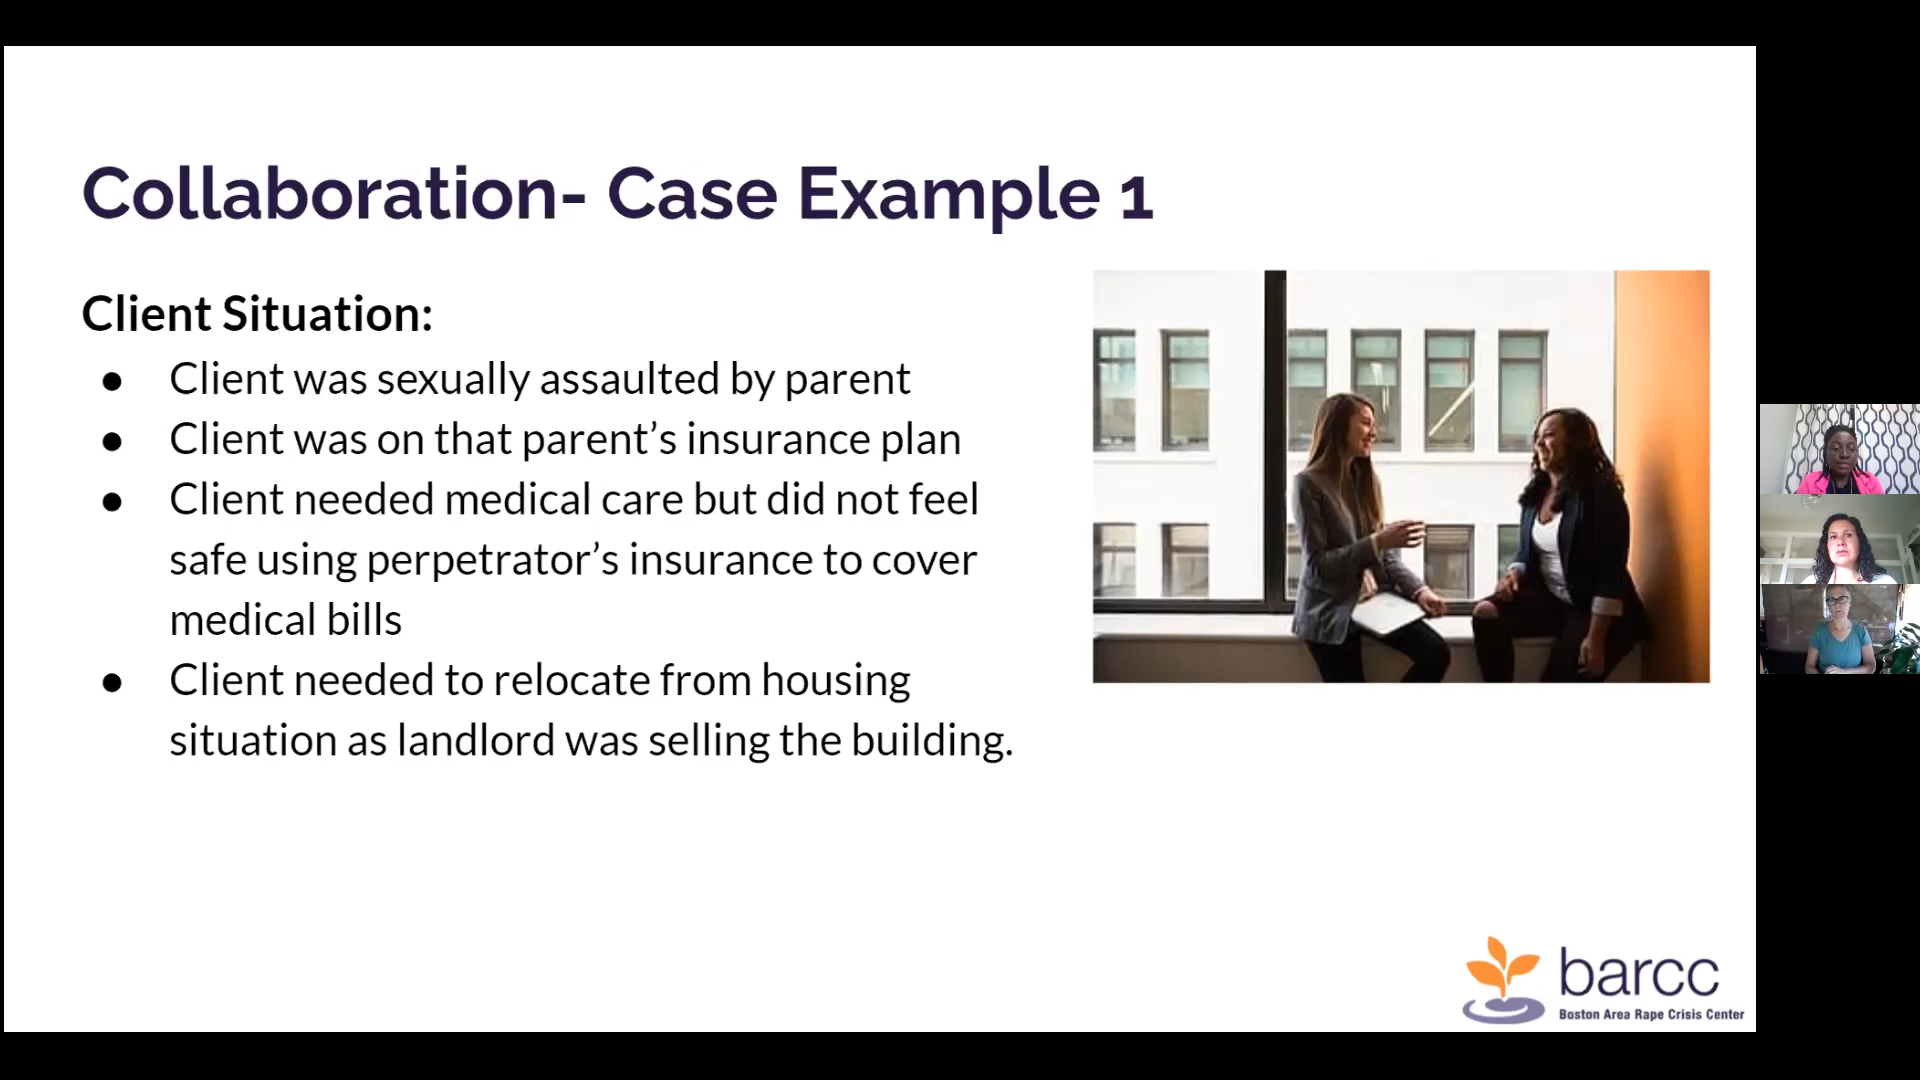 Collaboration- Case Example 1
Client Situation:
● Client was sexually assaulted by parent
● Client was on that parent’s insurance plan
● Client needed medical care but did not feel
safe using perpetrator’s insurance to cover
medical bills
● Client needed to relocate from housing
situation as landlord was selling the building.
barcc
Boston Area Rape Crisis Center